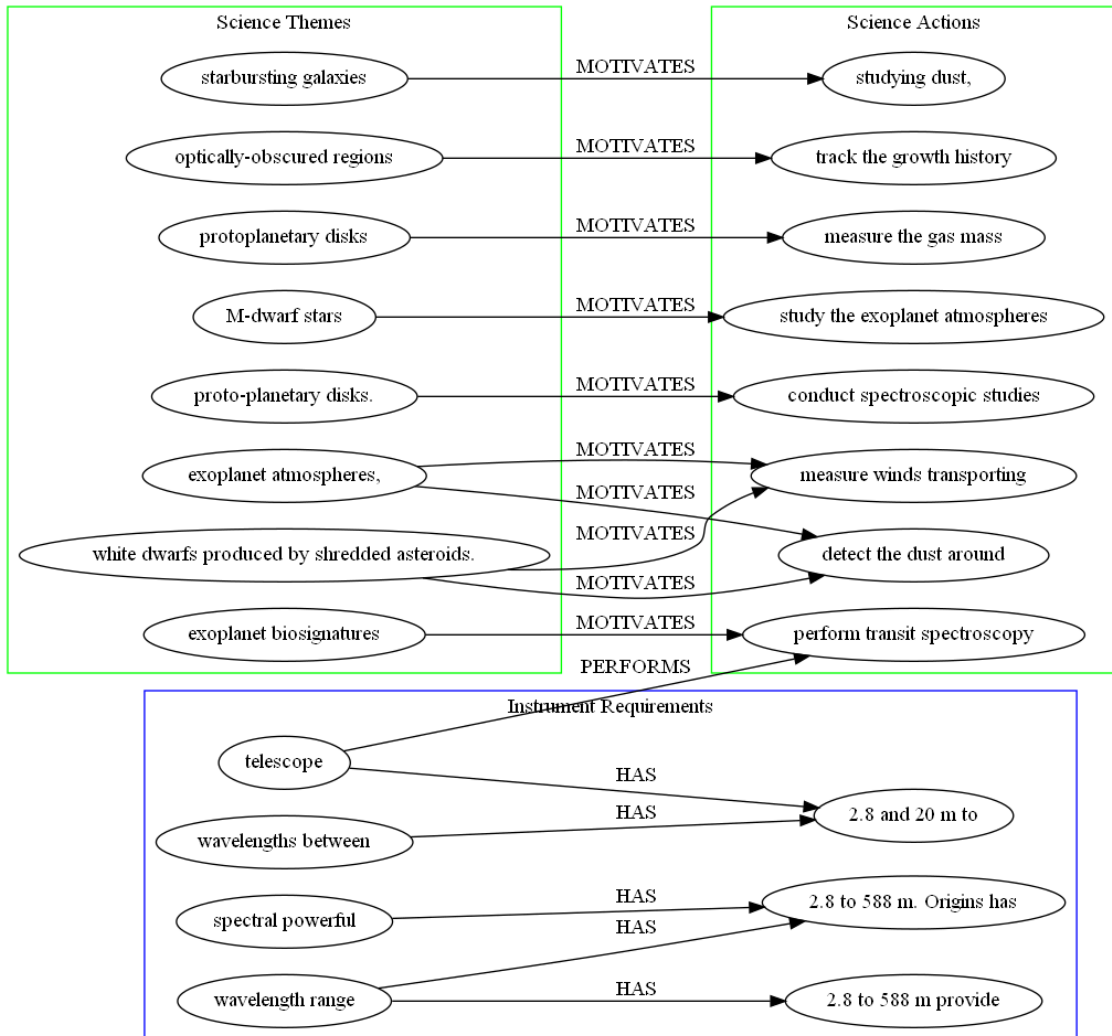 Science Themes
Science Actions
starbursting galaxies
MOTIVATES
studying dust,
optically-obscured regions
MOTIVATES
track the growth history
protoplanetary disks
MOTIVATES
measure the gas mass
M-dwarf stars
MOTIVATES
study the exoplanet atmospheres
proto-planetary disks.
MOTIVATES
conduct spectroscopic studies
exoplanet atmospheres,
MOTIVATES
measure winds transporting
MOTIVATES
white dwarfs produced by shredded asteroids.
MOTIVATES
detect the dust around
MOTIVATES
exoplanet biosignatures
MOTIVATES
perform transit spectroscopy
PERFORMS
Instrument Requirements
telescope
HAS
2.8 and 20 m to
wavelengths between
HAS
spectral powerful
HAS
2.8 to 588 m. Origins has
HAS
wavelength range
HAS
2.8 to 588 m provide